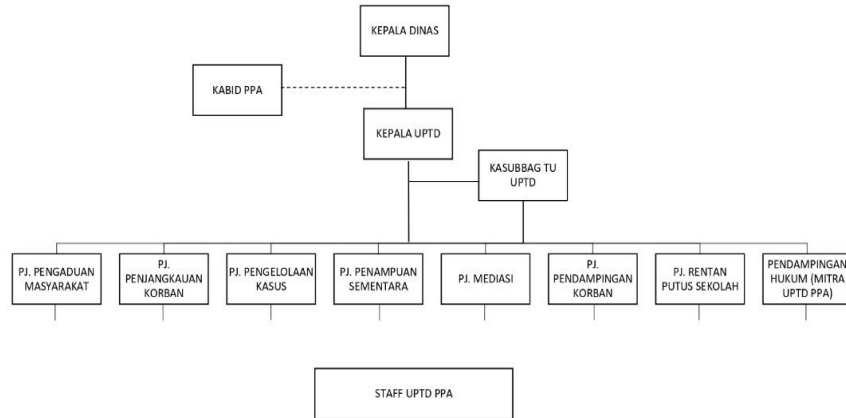 KEPALA DINAS
KABID PPA
KEPALA UPTD
KASUBBAG TU
UPTD
PJ. PENGADUAN
MASYARAKAT
PJ.
PENJANGKAUAN
KORBAN
PJ. PENGELOLAAN
KASUS
PJ. PENAMPUAN
SEMENTARA
PJ. MEDIASI
PJ.
PENDAMPINGAN
KORBAN
PJ. RENTAN
PUTUS SEKOLAH
PENDAMPINGAN
HUKUM (MITRA
UPTD PPA)
STAFF UPTD PPA